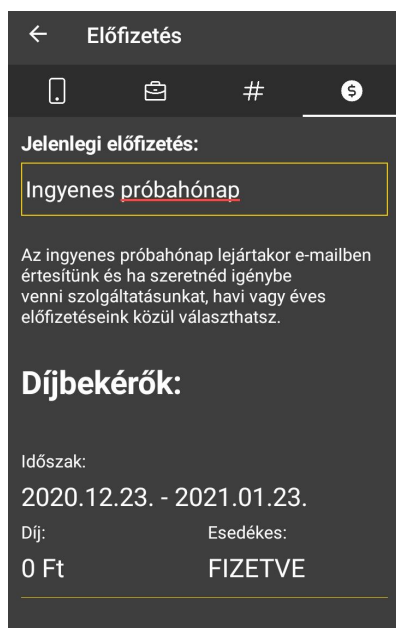 Előfizetés
#
$
Jelenlegi előfizetés:
Ingyenes próbahónap
Az ingyenes próbahónap lejártakor e-mailben
értesítünk és ha szeretnéd igénybe
venni szolgáltatásunkat, havi vagy éves
előfizetéseink közül választhatsz.
Díjbekérők:
Időszak:
2020.12.23. - 2021.01.23.
Díj: Esedékes:
0 Ft FIZETVE